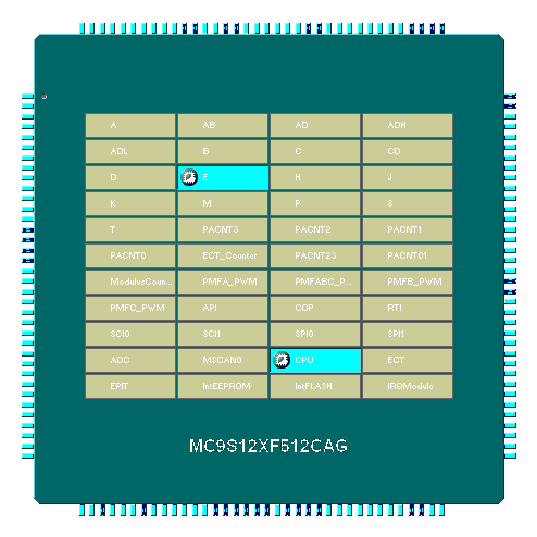 A AB AD ADH
ADL B C CD
D E H J
K M P S
T PACNT3 PACNT2 PACNT1
PACNT0 ECT_Counter PACNT23 PACNT01
ModulusCoun... PMFA_PWM PMFABC_P... PMFB_PWM
PMFC_PWM API COP RTI
SCI0 SCI1 SPI0 SPI1
ADC MSCAN0 CPU ECT
EPIT IntEEPROM IntFLASH IRQModule
MC9S12XF512CAG